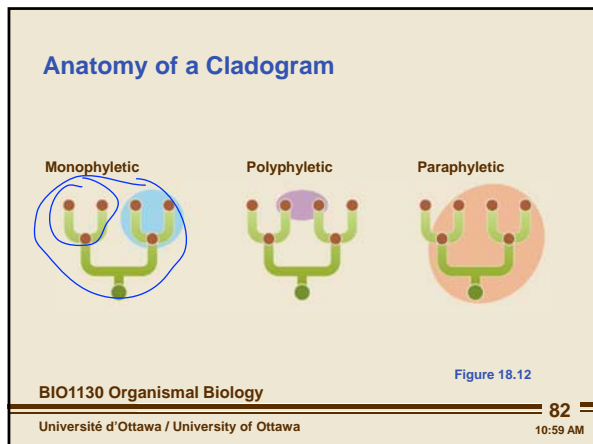 Anatomy of a Cladogram
Monophyletic
Polyphyletic
Paraphyletic
Figure 18.12
BIO1130 Organismal Biology
82
Université d'Ottawa / University of Ottawa
10:59 AM